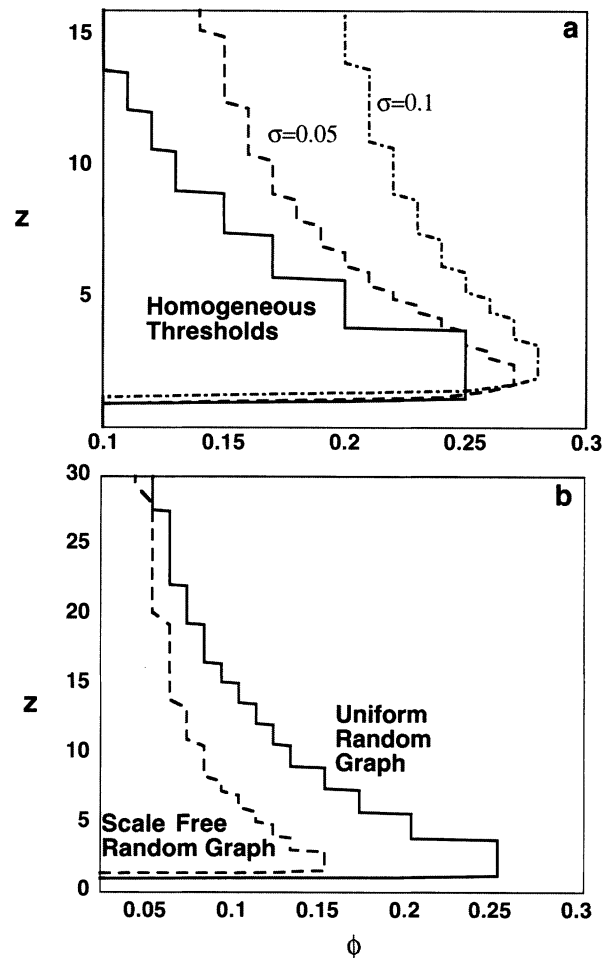 15
a
σ=0.1
σ=0.05
10
z
5
Homogeneous
Thresholds
0.1
0.15
0.2
0.25
0.3
30
b
25
20
15
z
Uniform
Random
Graph
10
5
Scale Free
Random Graph
0
0.05
0.1
0.15
0.2
0.25
0.3
ϕ